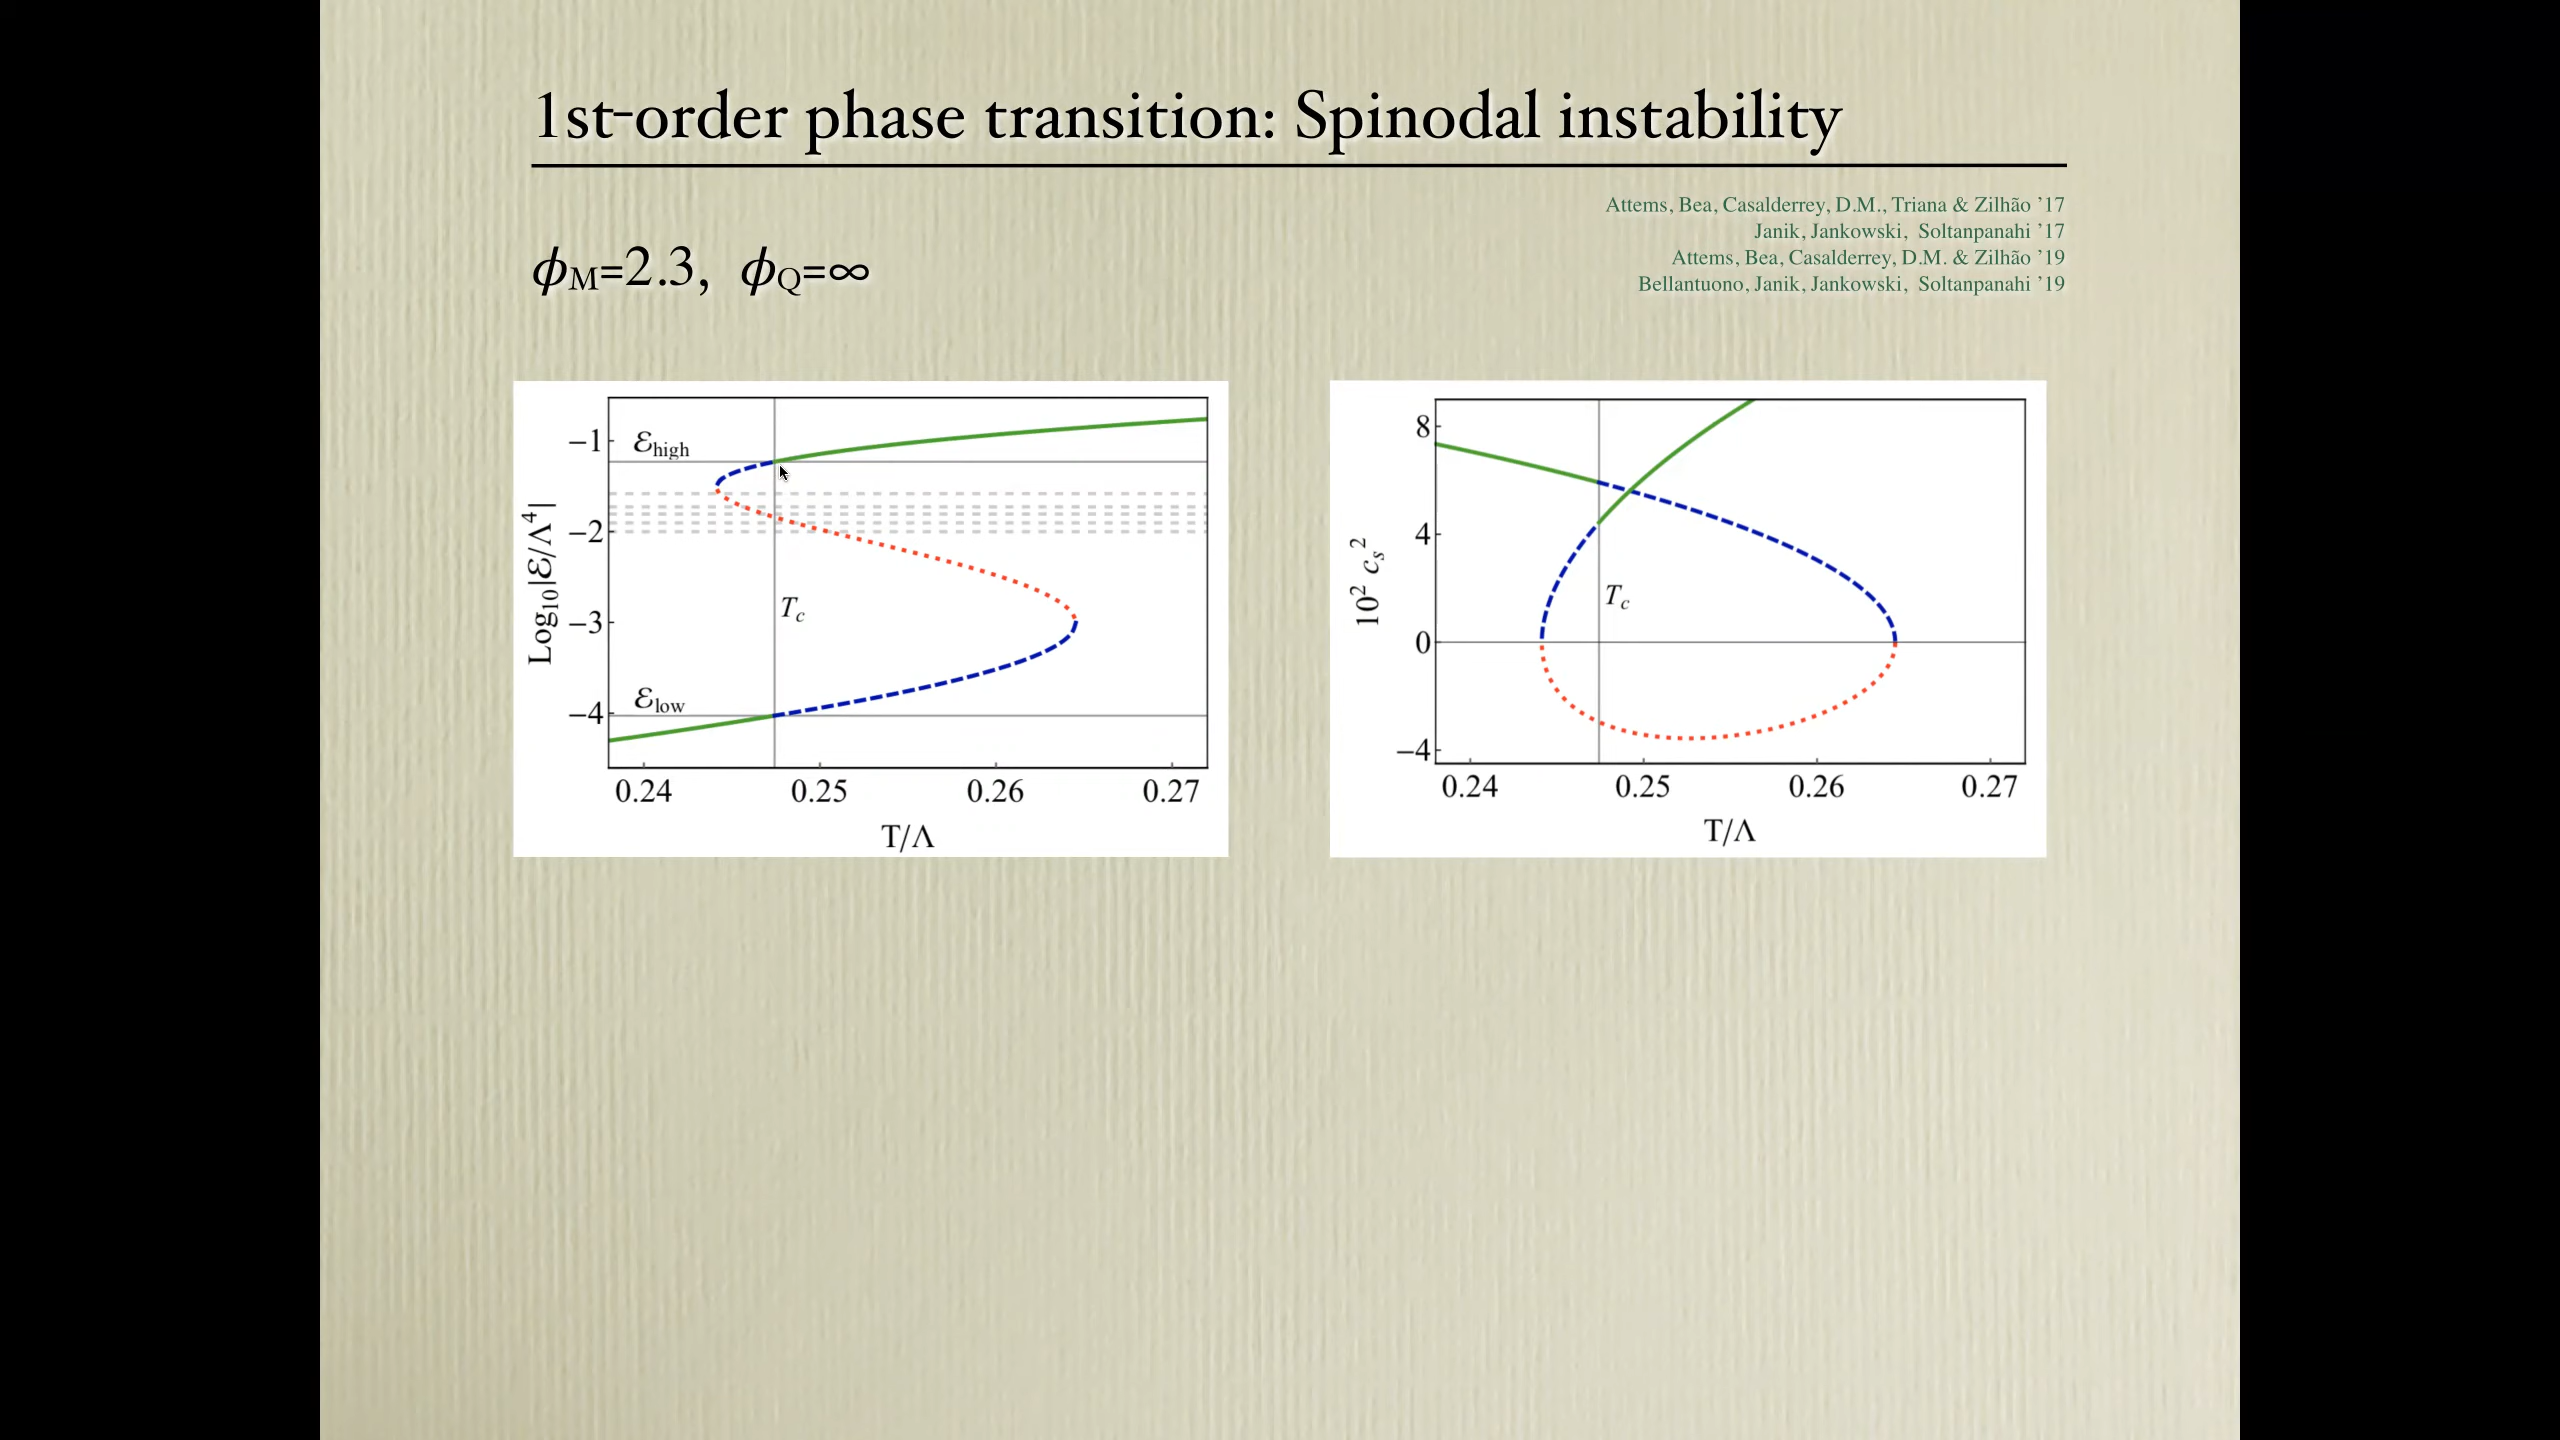 1st-order phase transition: Spinodal instability
Attems, Bea, Casalderrey, D.M., Triana & Zilhão ’17
Janik, Jankowski, Soltanpanahi ’17
Attems, Bea, Casalderrey, D.M. & Zilhão ’19
Bellantuono, Janik, Jankowski, Soltanpanahi ’19
ϕM=2.3, ϕQ=∞
Log10|ℰ/Λ4|
−1
−2
−3
−4
ℰhigh
Tc
ℰlow
0.24 0.25 0.26 0.27
T/Λ
10² cs²
8
4
0
−4
Tc
0.24 0.25 0.26 0.27
T/Λ